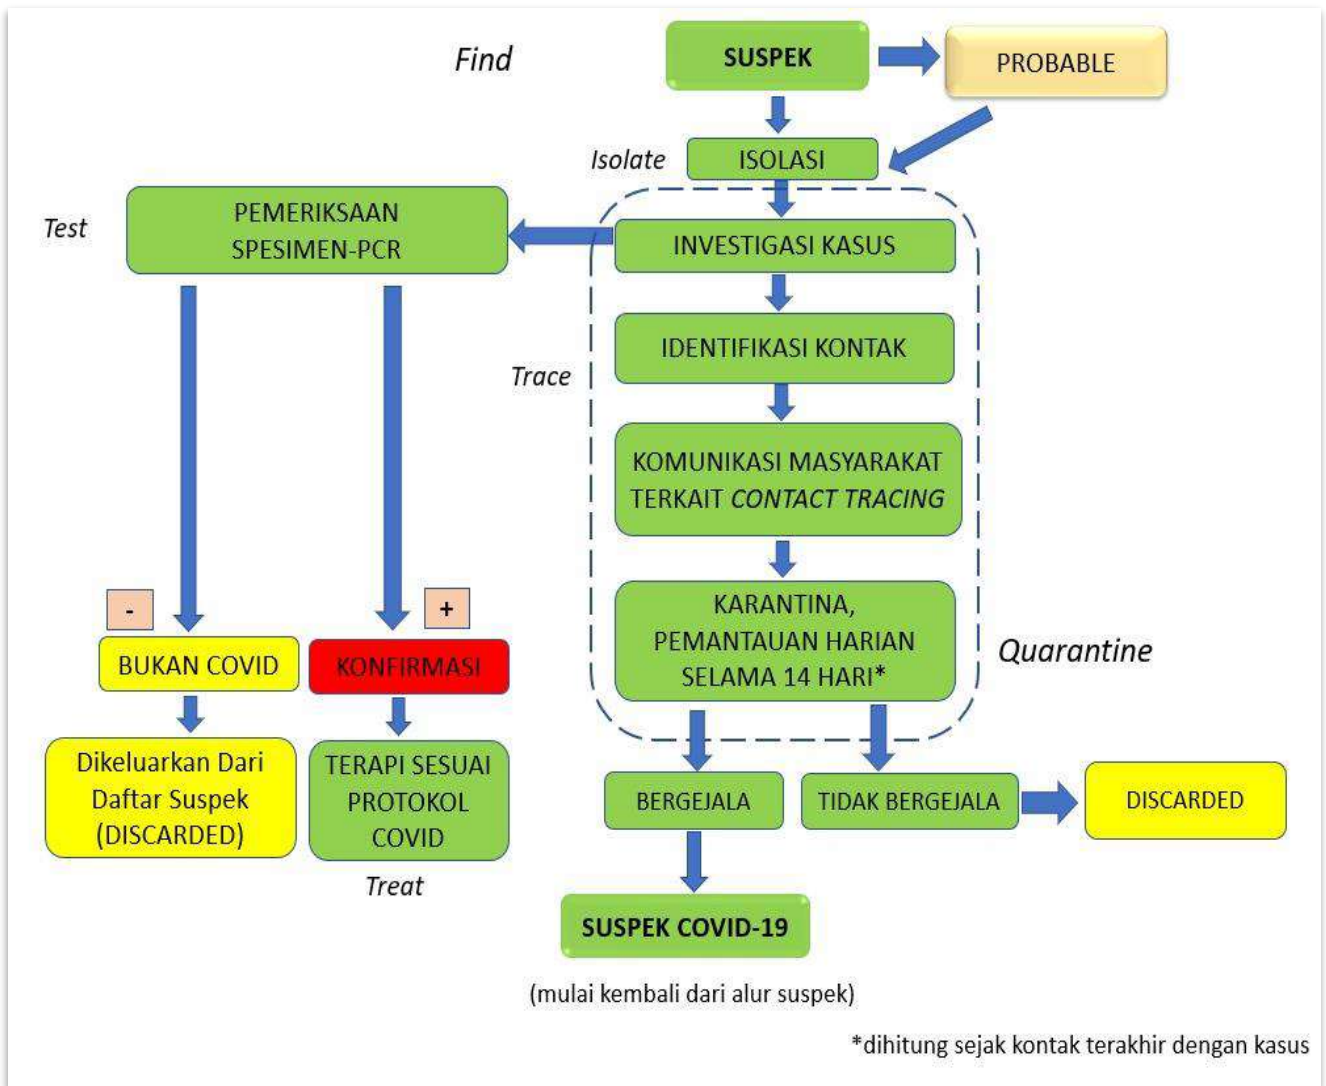 Find
SUSPEK
PROBABLE
Isolate
ISOLASI
Test
PEMERIKSAAN
SPESIMEN-PCR
INVESTIGASI KASUS
IDENTIFIKASI KONTAK
Trace
KOMUNIKASI MASYARAKAT
TERKAIT CONTACT TRACING
KARANTINA,
PEMANTAUAN HARIAN
SELAMA 14 HARI*
Quarantine
-
+
BUKAN COVID
KONFIRMASI
Dikeluarkan Dari
Daftar Suspek
(DISCARDED)
TERAPI SESUAI
PROTOKOL
COVID
Treat
BERGEJALA
TIDAK BERGEJALA
DISCARDED
SUSPEK COVID-19
(mulai kembali dari alur suspek)
*dihitung sejak kontak terakhir dengan kasus